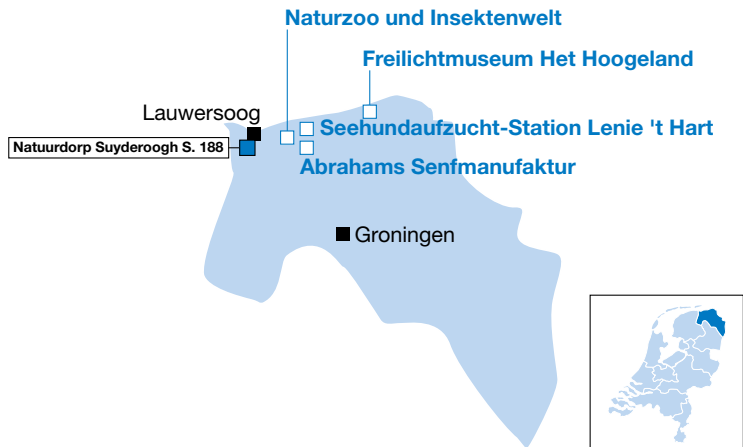 Naturzoo und Insektenwelt
Freilichtmuseum Het Hoogeland
Lauwersoog
Seehundaufzucht-Station Lenie 't Hart
Natuurdorp Suyderoogh S. 188
Abrahams Senfmanufaktur
Groningen